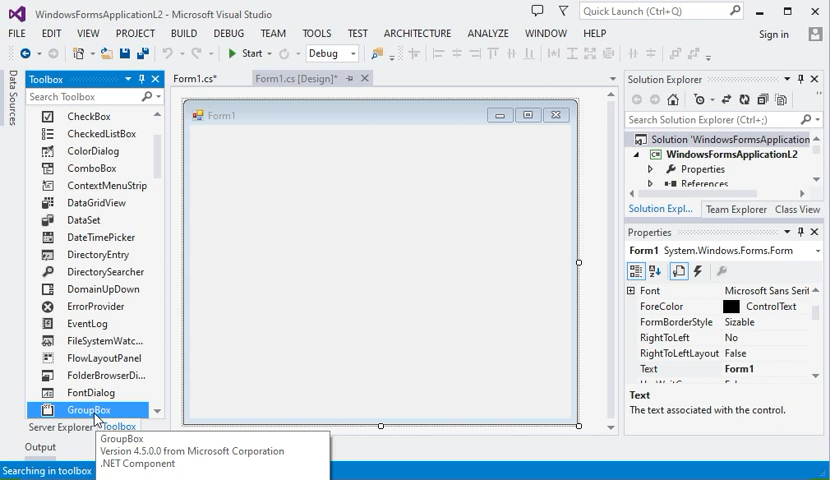 WindowsFormsApplicationL2 - Microsoft Visual Studio
Quick Launch (Ctrl+Q)
FILE EDIT VIEW PROJECT BUILD DEBUG TEAM TOOLS TEST ARCHITECTURE ANALYZE WINDOW HELP
Sign in
Start
Debug
Data Sources
Toolbox
Search Toolbox
CheckBox
CheckedListBox
ColorDialog
ComboBox
ContextMenuStrip
DataGridView
DataSet
DateTimePicker
DirectoryEntry
DirectorySearcher
DomainUpDown
ErrorProvider
EventLog
FileSystemWatc...
FlowLayoutPanel
FolderBrowserDi...
FontDialog
GroupBox
Server Explorer
Toolbox
Output
GroupBox
Version 4.5.0.0 from Microsoft Corporation
.NET Component
Searching in toolbox
Form1.cs*
Form1.cs [Design]*
Form1
Solution Explorer
Search Solution Explorer (Ctrl+;)
Solution 'WindowsFormsApplication
WindowsFormsApplicationL2
Properties
References
Solution Expl...
Team Explorer
Class View
Properties
Form1 System.Windows.Forms.Form
Font Microsoft Sans Serif
ForeColor ControlText
FormBorderStyle Sizable
RightToLeft No
RightToLeftLayout False
Text Form1
Text
The text associated with the control.